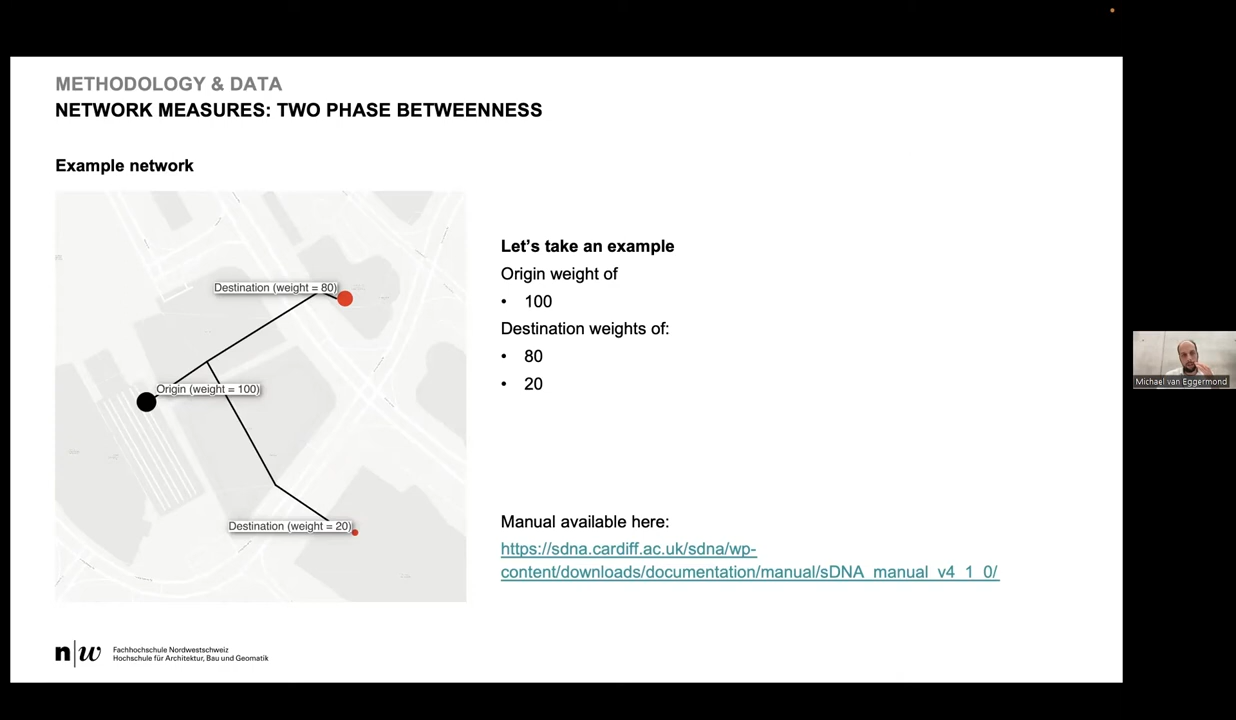 METHODOLOGY & DATA
NETWORK MEASURES: TWO PHASE BETWEENNESS
Example network
Destination (weight = 80)
Origin (weight = 100)
Destination (weight = 20)
Let's take an example
Origin weight of
• 100
Destination weights of:
• 80
• 20
Manual available here:
https://sdna.cardiff.ac.uk/sdna/wp-
content/downloads/documentation/manual/sDNA_manual_v4_1_0/
n|w
Fachhochschule Nordwestschweiz
Hochschule für Architektur, Bau und Geomatik
Michael van Eggermond